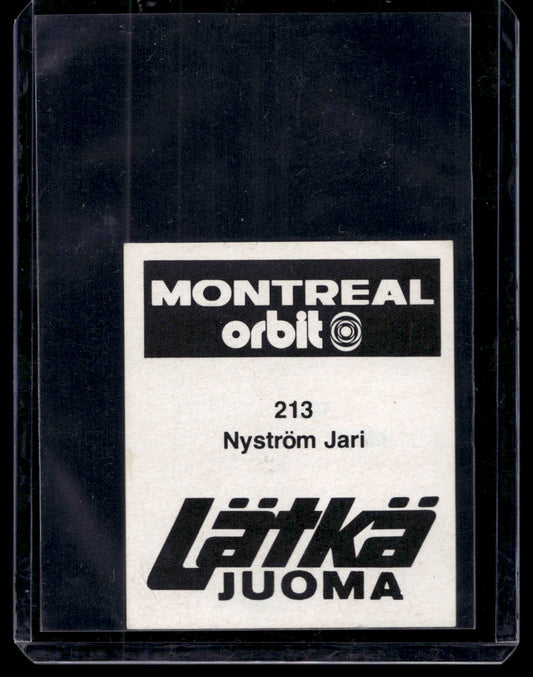 MONTREAL
orbit
213
Nyström Jari
Lätkä
JUOMA